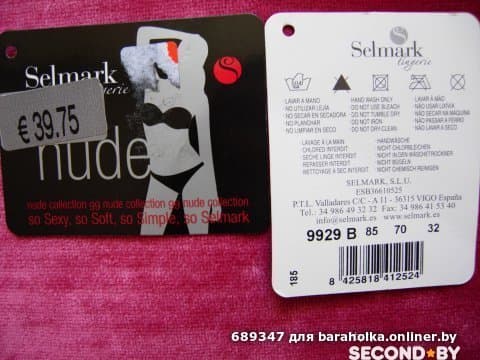 Selmark
lingerie
€ 39.75
nude
nude collection gg nude collection gg nude collection
so Sexy, so Soft, so Simple, so Selmark
Selmark
lingerie
-LAVAR A MANO
-NO UTILIZAR LEJIA
-NO SECAR EN SECADORA
-NO PLANCHAR
-NO LIMPIAR EN SECO
-HAND WASH ONLY
-DO NOT USE BLEACH
-DO NOT TUMBLE DRY
-DO NOT IRON
-DO NOT DRY-CLEAN
-LAVAR A MÃO
-NÃO USAR LIXIVIA
-NÃO SECAR NA MÁQUINA
-NÃO PASSAR A FERRO
-NÃO LAVAR A SECO
-LAVAGE À LA MAIN
-CHLORED INTERDIT
-SÈCHE LINGE INTERDIT
-REPASSER INTERDIT
-NETTOYAGE A SEC INTERDIT
-HANDWÄSCHE
-NICHT CHLORBLEICHEN
-NICHT IN DEN WÄSCHETROCKNER
-NICHT BÜGELN
-NICHT CHEMISCH REINIGEN
SELMARK, S.L.U.
ESB36610525
P.T.L. Valladares C/C - A 11 - 36315 VIGO España
Tel.: 34 986 49 32 32 Fax: 34 986 41 53 40
info@selmark.es www.selmark.es
9929 B 85 70 32
185
8 425818 412524
689347 для baraholka.onliner.by
SECOND BY